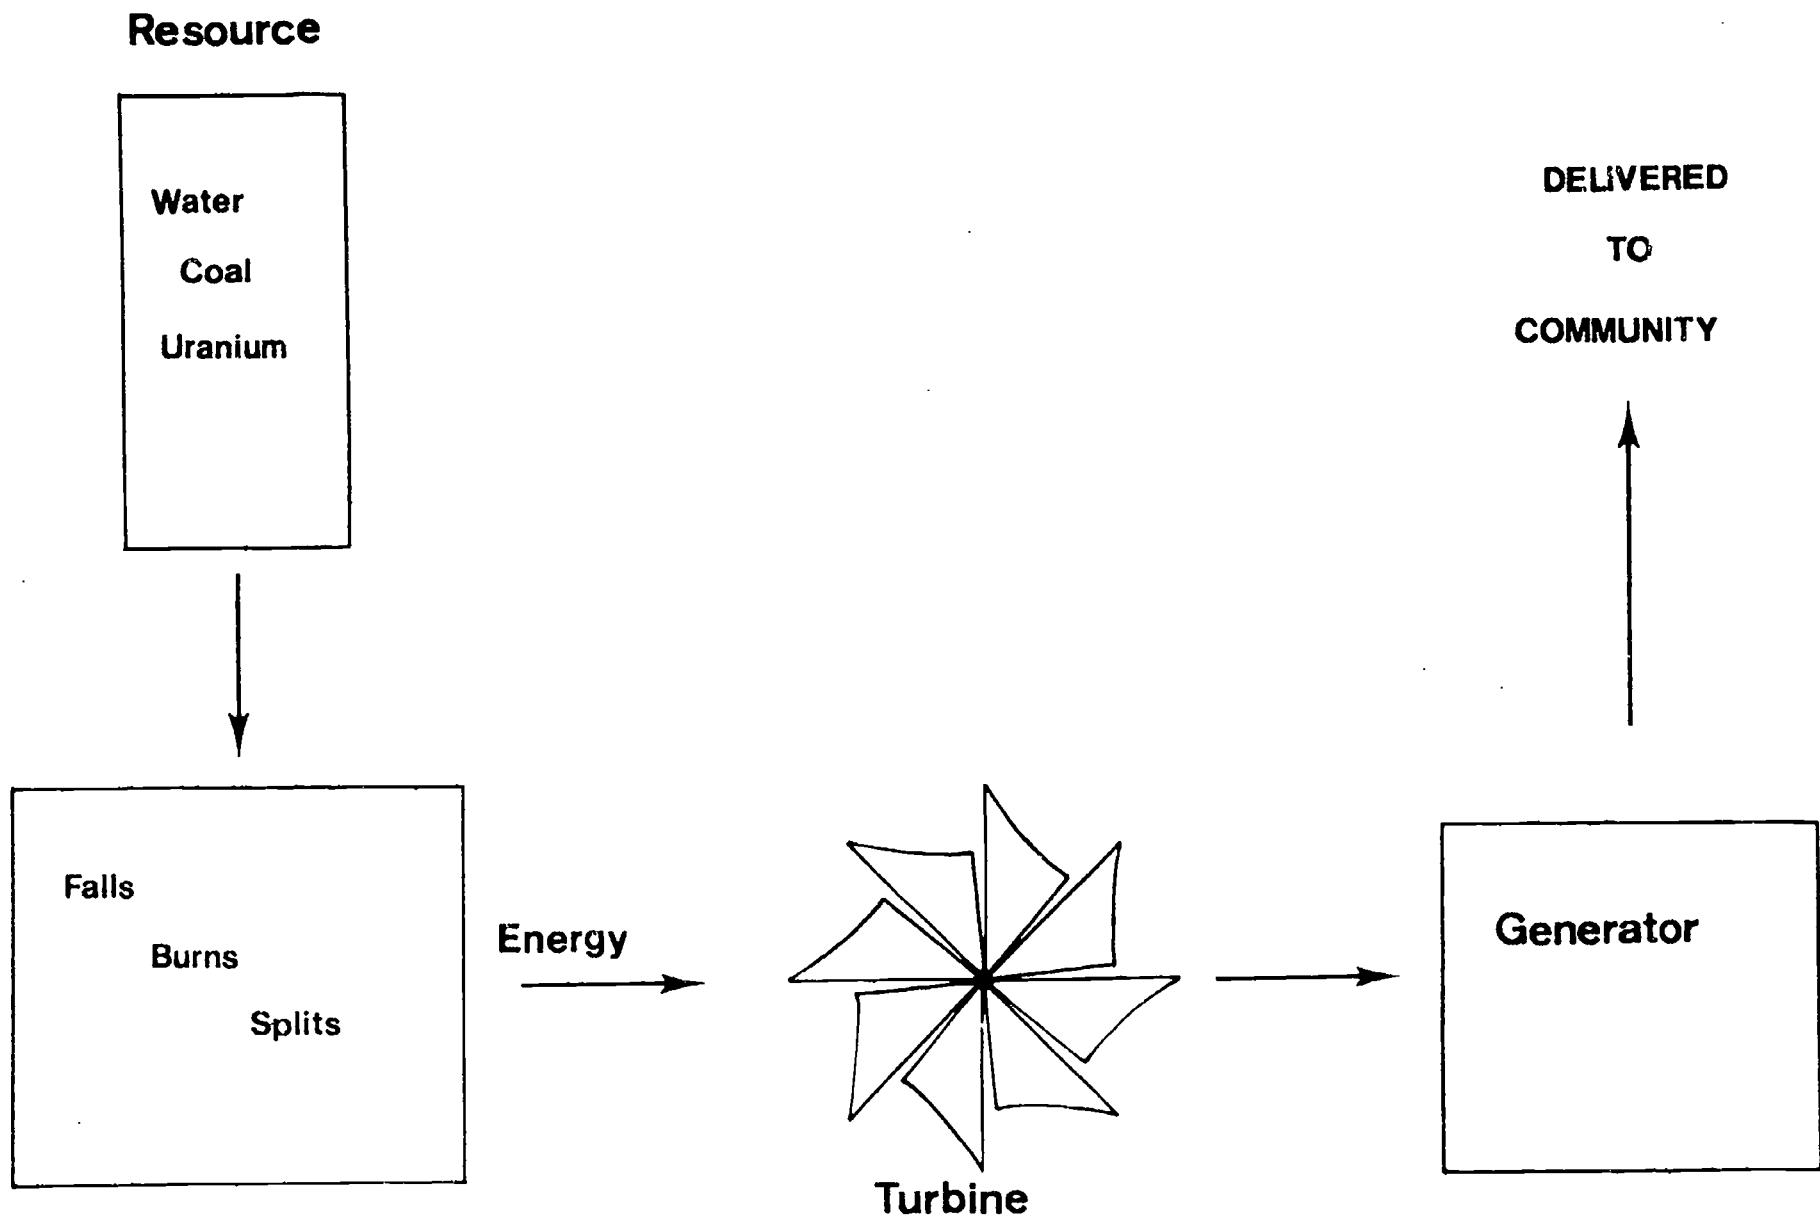 Resource
Water
Coal
Uranium
Falls
Burns
Splits
Energy
Turbine
Generator
DELIVERED
TO
COMMUNITY